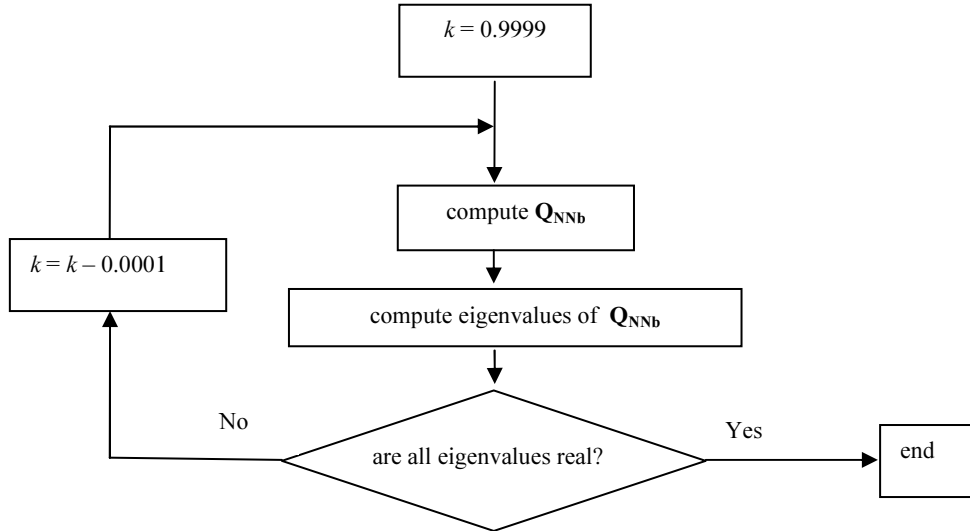 k = 0.9999
compute Q_NNb
k = k – 0.0001
compute eigenvalues of Q_NNb
No
Yes
are all eigenvalues real?
end